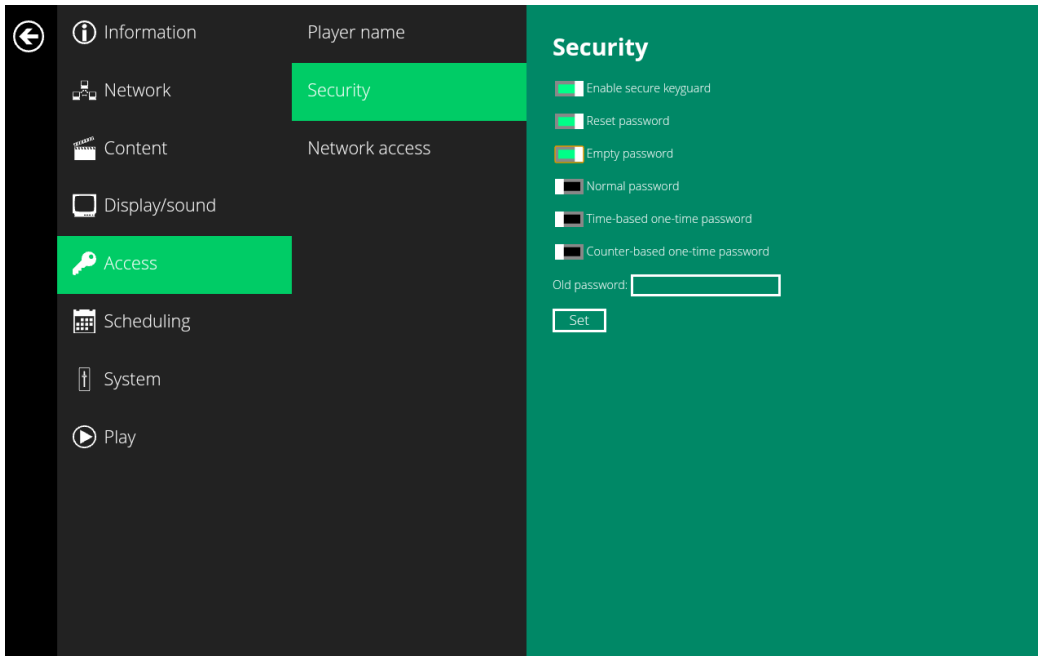 Information
Network
Content
Display/sound
Access
Scheduling
System
Play
Player name
Security
Network access
Security
Enable secure keyguard
Reset password
Empty password
Normal password
Time-based one-time password
Counter-based one-time password
Old password:
Set